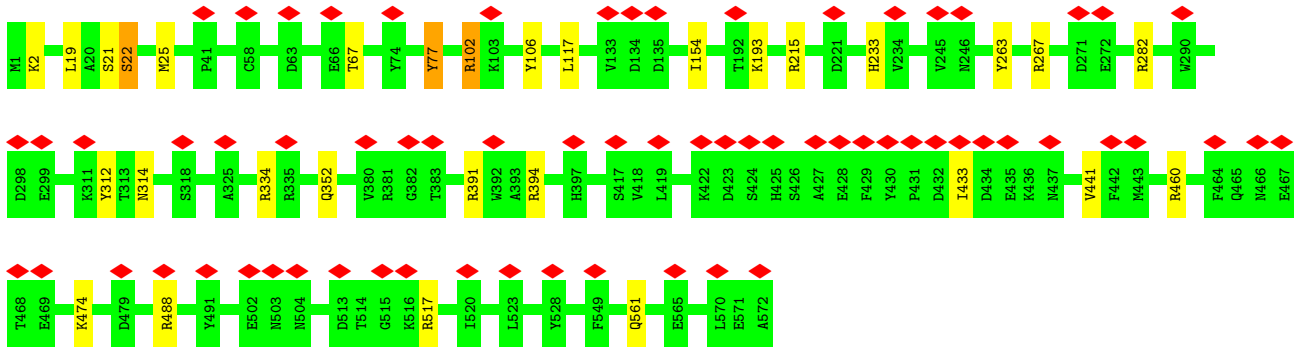 M1 K2 L19 A20 S21 S22 M25 P41 C58 D63 E66 T67 Y74 Y77 R102 K103 Y106 L117 V133 D134 D135 I154 T192 K193 R215 D221 H233 V234 V245 N246 Y263 R267 D271 E272 R282 W290
D298 E299 K311 Y312 T313 N314 S318 A325 R334 R335 Q352 V380 R381 G382 T383 R391 W392 A393 R394 H397 S417 V418 L419 K422 D423 S424 H425 S426 A427 E428 F429 Y430 P431 D432 I433 D434 E435 K436 N437 V441 F442 M443 R460 F464 Q465 N466 E467
T468 E469 K474 D479 R488 Y491 E502 N503 N504 D513 T514 G515 K516 R517 I520 L523 Y528 F549 Q561 E565 L570 E571 A572